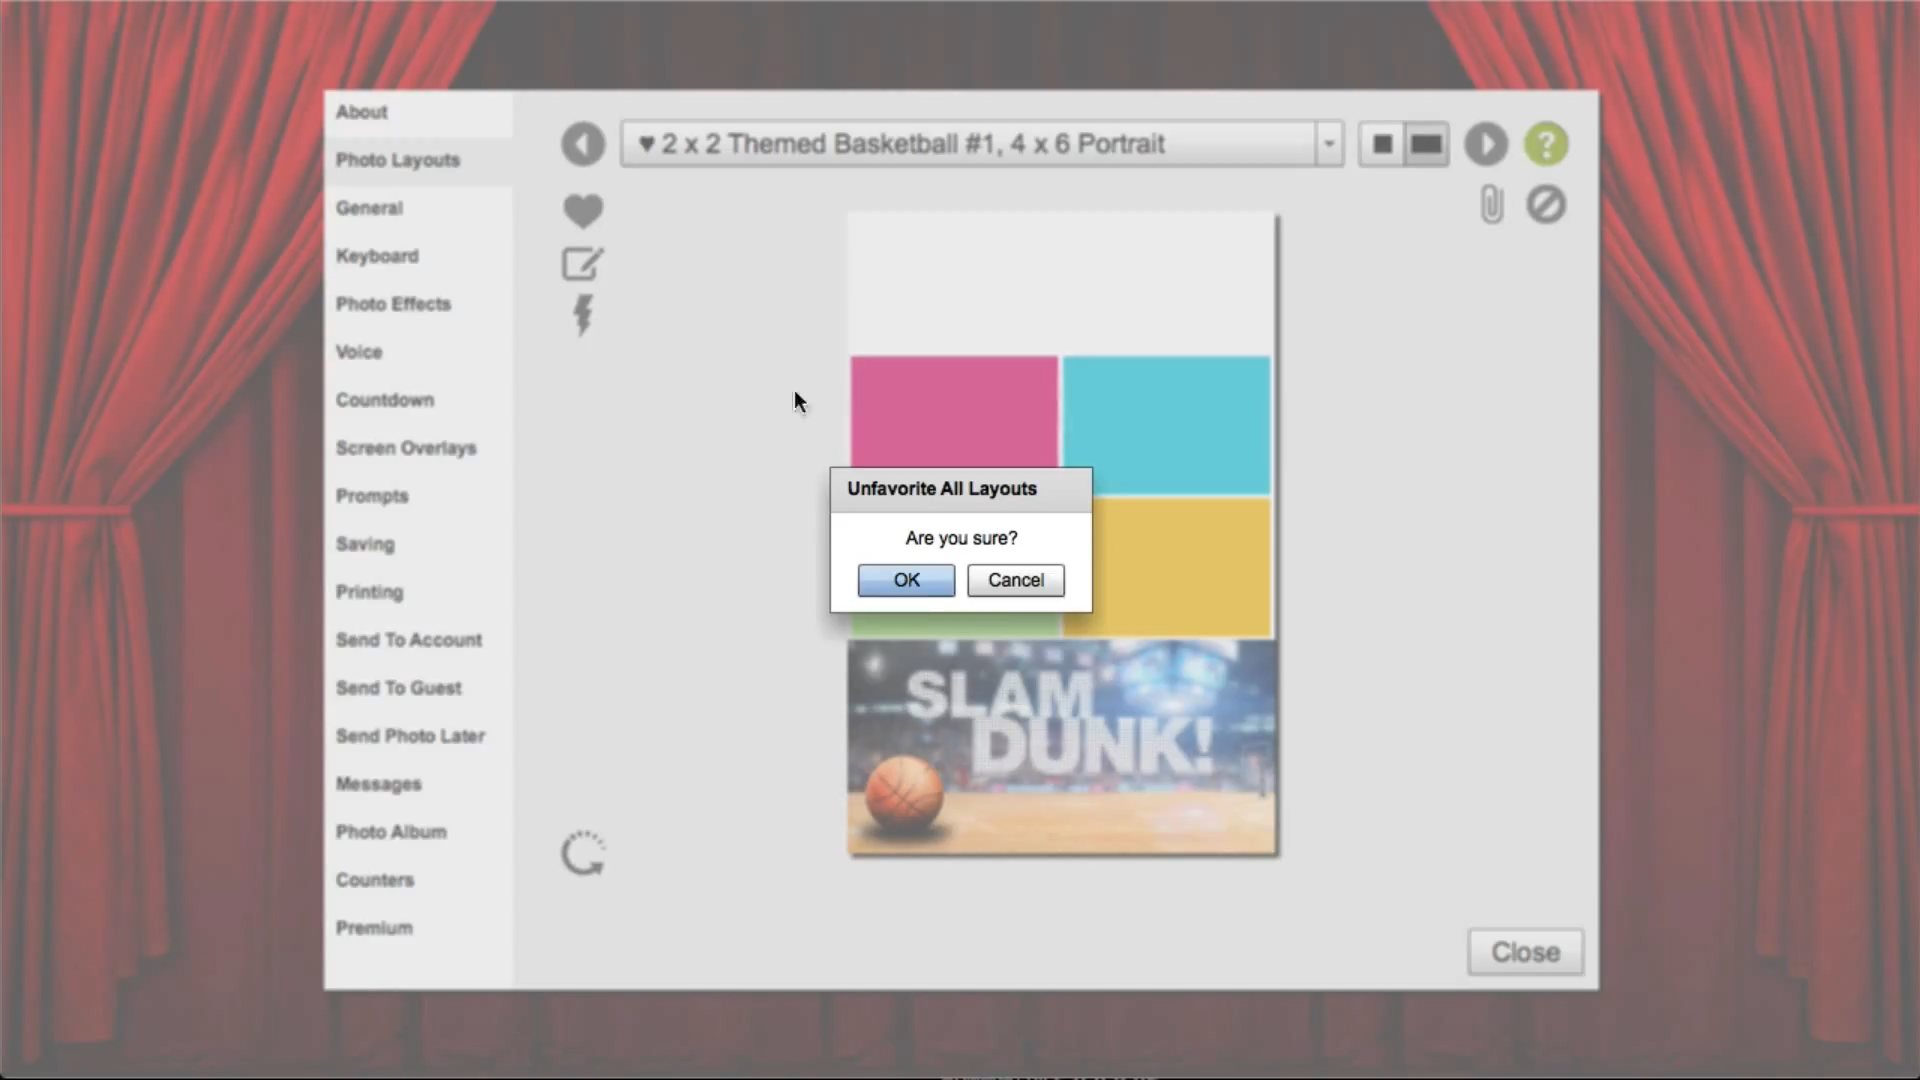 About
Photo Layouts
General
Keyboard
Photo Effects
Voice
Countdown
Screen Overlays
Prompts
Saving
Printing
Send To Account
Send To Guest
Send Photo Later
Messages
Photo Album
Counters
Premium
♥ 2 x 2 Themed Basketball #1, 4 x 6 Portrait
?
Unfavorite All Layouts
Are you sure?
OK Cancel
SLAM
DUNK!
Close